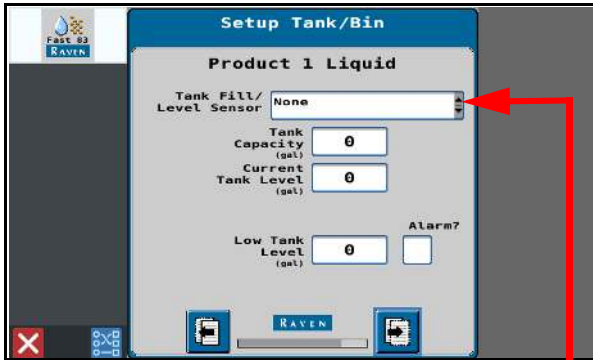 Fast 83
RAVEN
Setup Tank/Bin
Product 1 Liquid
Tank Fill/
Level Sensor
None
Tank
Capacity
(gal)
0
Current
Tank Level
(gal)
0
Alarm?
Low Tank
Level
(gal)
0
RAVEN